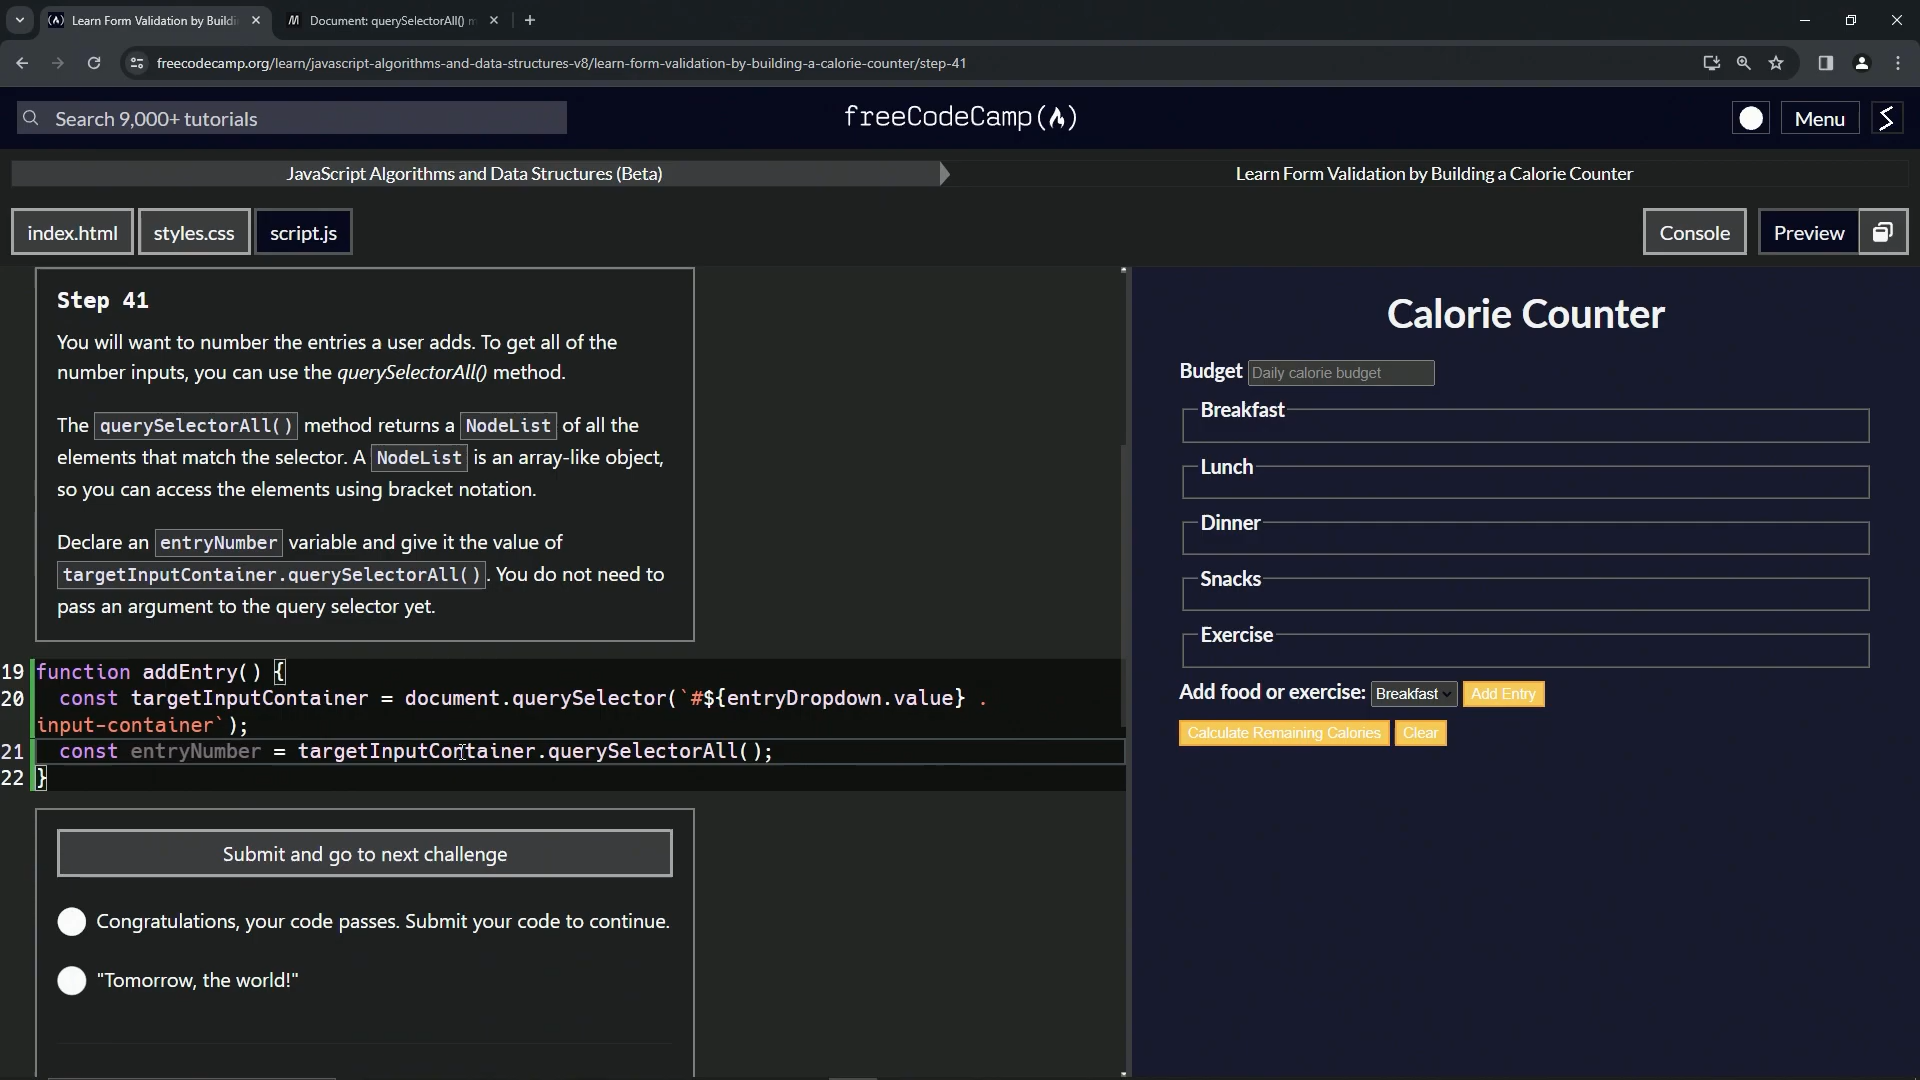 Learn Form Validation by Buildi
Document: querySelectorAll() m
freecodecamp.org/learn/javascript-algorithms-and-data-structures-v8/learn-form-validation-by-building-a-calorie-counter/step-41
Search 9,000+ tutorials
freeCodeCamp
Menu
JavaScript Algorithms and Data Structures (Beta)
Learn Form Validation by Building a Calorie Counter
index.html
styles.css
script.js
Console
Preview
Step 41
You will want to number the entries a user adds. To get all of the
number inputs, you can use the querySelectorAll() method.
The querySelectorAll() method returns a NodeList of all the
elements that match the selector. A NodeList is an array-like object,
so you can access the elements using bracket notation.
Declare an entryNumber variable and give it the value of
targetInputContainer.querySelectorAll(). You do not need to
pass an argument to the query selector yet.
19 function addEntry() {
20 const targetInputContainer = document.querySelector(`#${entryDropdown.value} .
input-container`);
21 const entryNumber = targetInputContainer.querySelectorAll();
22 }
Submit and go to next challenge
Congratulations, your code passes. Submit your code to continue.
"Tomorrow, the world!"
Calorie Counter
Budget Daily calorie budget
Breakfast
Lunch
Dinner
Snacks
Exercise
Add food or exercise: Breakfast Add Entry
Calculate Remaining Calories Clear